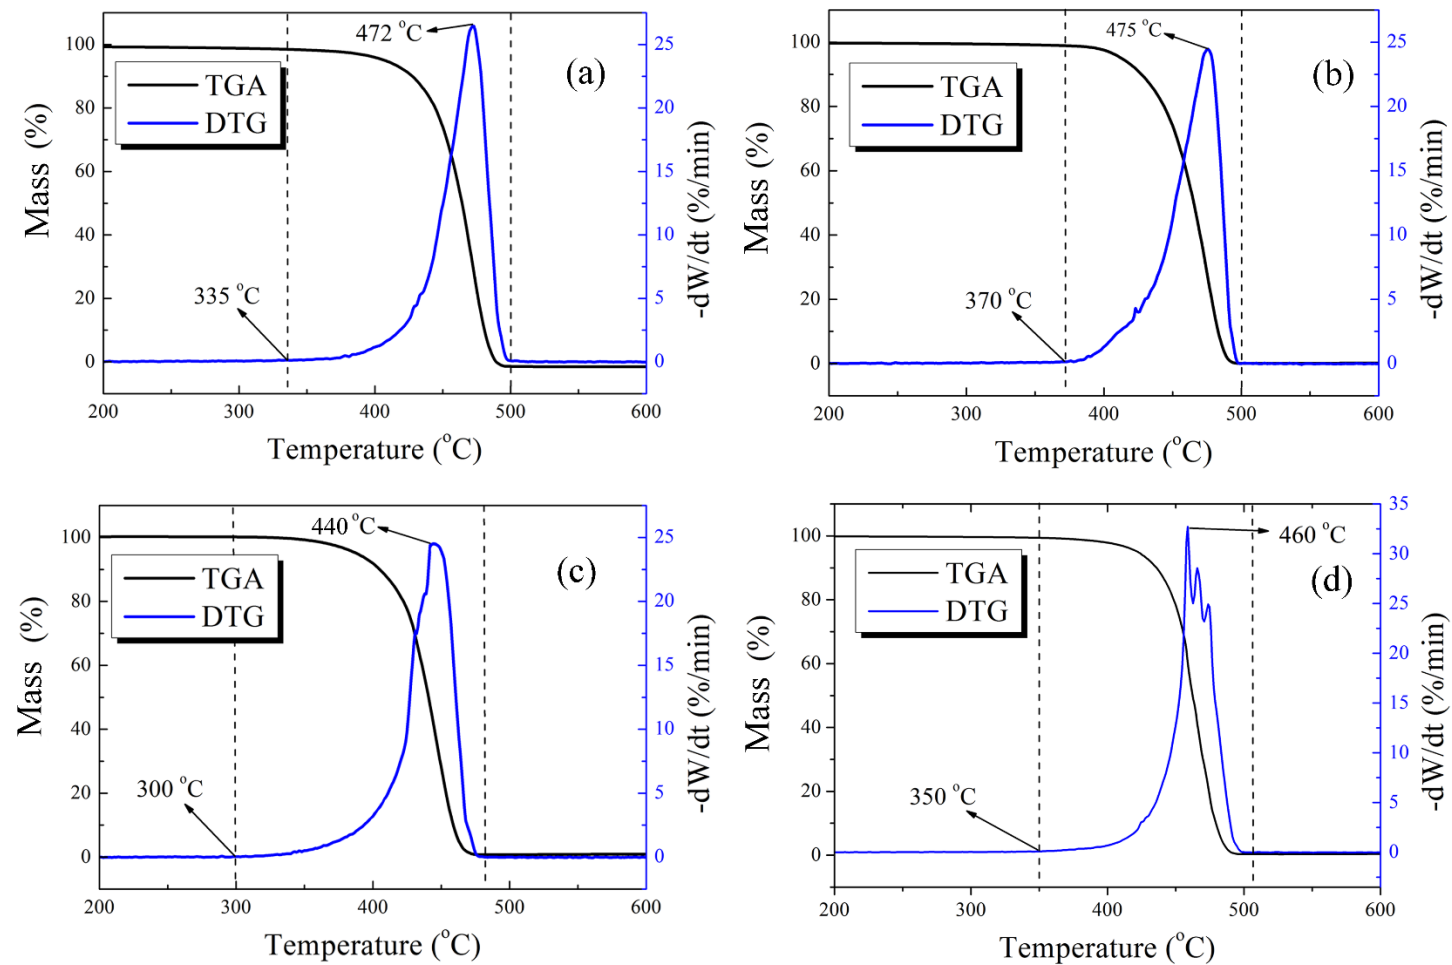 472 °C
(a)
TGA
DTG
335 °C
100
80
60
40
20
0
Mass (%)
25
20
15
10
5
0
-dW/dt (%/min)
200 300 400 500 600
Temperature (°C)
475 °C
(b)
TGA
DTG
370 °C
100
80
60
40
20
0
Mass (%)
25
20
15
10
5
0
-dW/dt (%/min)
200 300 400 500 600
Temperature (°C)
440 °C
(c)
TGA
DTG
300 °C
100
80
60
40
20
0
Mass (%)
25
20
15
10
5
0
-dW/dt (%/min)
200 300 400 500 600
Temperature (°C)
460 °C
(d)
TGA
DTG
350 °C
100
80
60
40
20
0
Mass (%)
35
30
25
20
15
10
5
0
-dW/dt (%/min)
200 300 400 500 600
Temperature (°C)